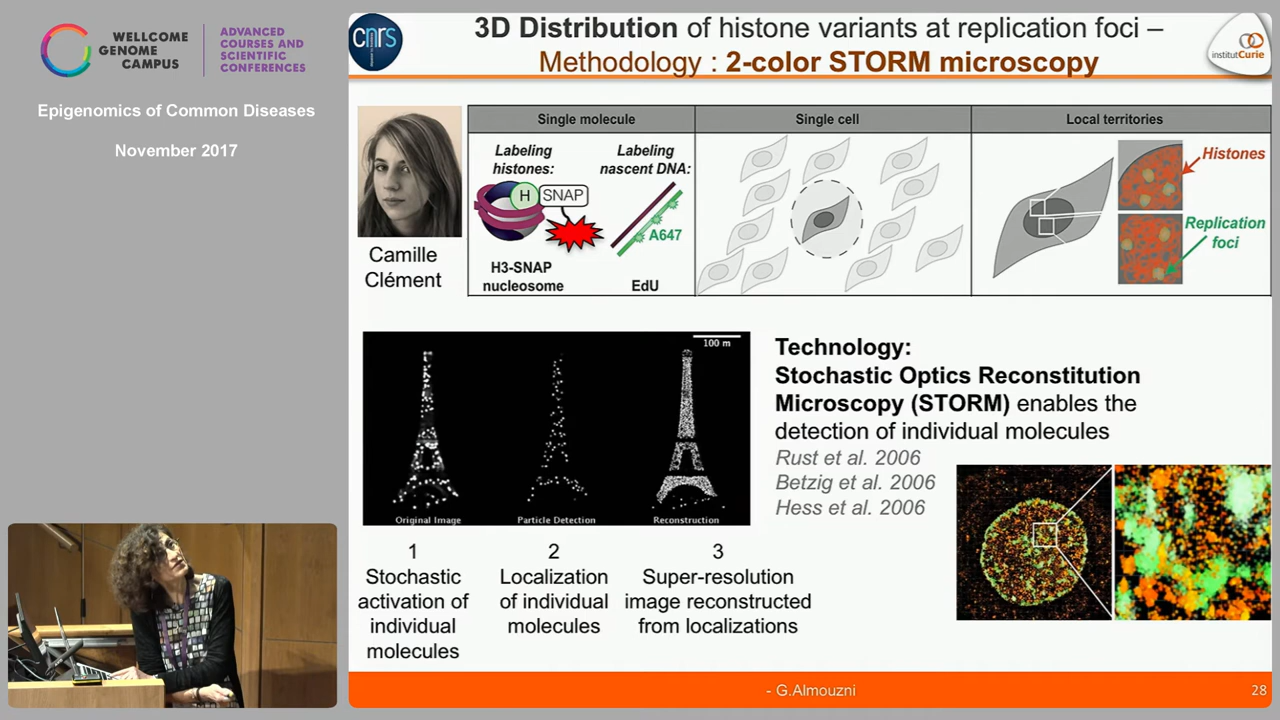 WELLCOME
GENOME
CAMPUS
ADVANCED
COURSES AND
SCIENTIFIC
CONFERENCES
Epigenomics of Common Diseases
November 2017
cnrs
3D Distribution of histone variants at replication foci –
Methodology : 2-color STORM microscopy
institutCurie
Camille
Clément
Single molecule
Single cell
Local territories
Labeling
histones:
Labeling
nascent DNA:
H
SNAP
A647
H3-SNAP
nucleosome
EdU
Histones
Replication
foci
100 m
Original Image
Particle Detection
Reconstruction
1
Stochastic
activation of
individual
molecules
2
Localization
of individual
molecules
3
Super-resolution
image reconstructed
from localizations
Technology:
Stochastic Optics Reconstitution
Microscopy (STORM) enables the
detection of individual molecules
Rust et al. 2006
Betzig et al. 2006
Hess et al. 2006
- G.Almouzni
28